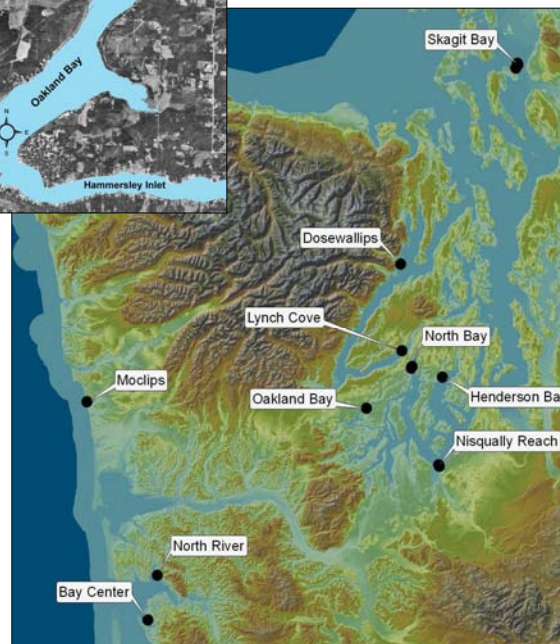 Oakland Bay
N
E
S
Hammersley Inlet
Skagit Bay
Dosewallips
Lynch Cove
North Bay
Moclips
Oakland Bay
Henderson Ba
Nisqually Reach
North River
Bay Center